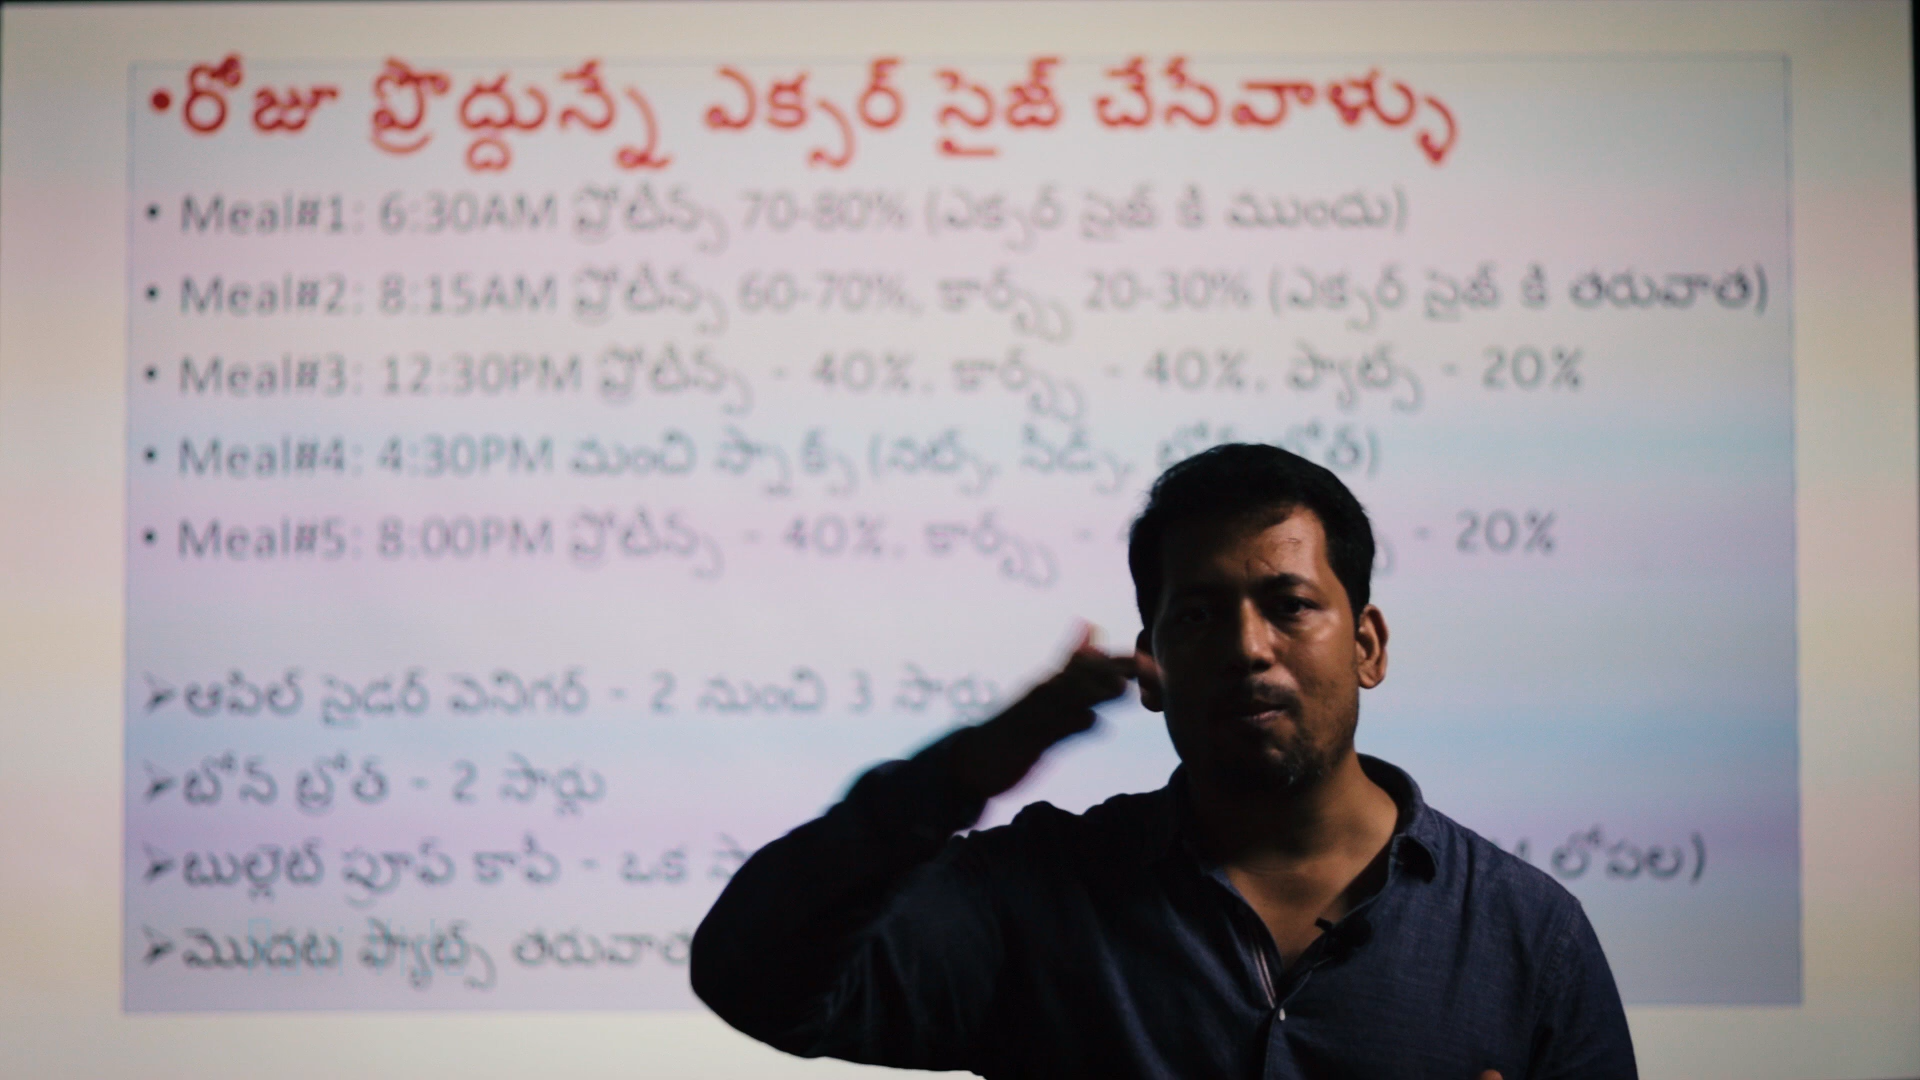 •రోజూ ప్రొద్దున్నే ఎక్సర్ సైజ్ చేసేవాళ్ళు
• Meal#1: 6:30AM ప్రోటీన్స్ 70-80% (ఎక్సర్ సైజ్ కి ముందు)
• Meal#2: 8:15AM ప్రోటీన్స్ 60-70%, కార్బ్స్ 20-30% (ఎక్సర్ సైజ్ కి తరువాత)
• Meal#3: 12:30PM ప్రోటీన్స్ - 40%, కార్బ్స్ - 40%, ఫ్యాట్స్ - 20%
• Meal#4: 4:30PM మంచి స్నాక్స్ (నట్స్, సీడ్స్,
• Meal#5: 8:00PM ప్రోటీన్స్ - 40%, కార్బ్స్ - - 20%
➢ఆపిల్ సైడర్ వెనిగర్ - 2 నుంచి 3 సార్లు
➢బోన్ బ్రోత్ - 2 సార్లు
➢బుల్లెట్ ప్రూఫ్ కాఫీ - ఒక లోపల)
➢మొదట ఫ్యాట్స్ తరువాత